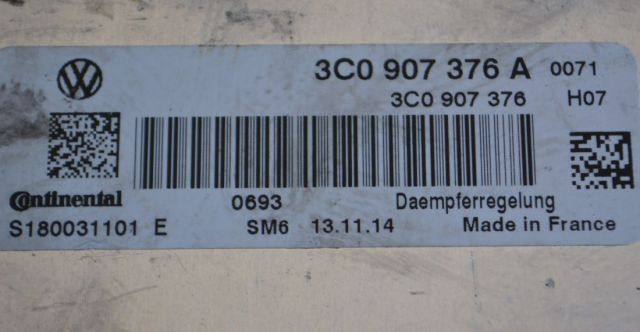 3C0 907 376 A 0071
3C0 907 376 H07
Continental 0693 Daempferregelung
S180031101 E SM6 13.11.14 Made in France